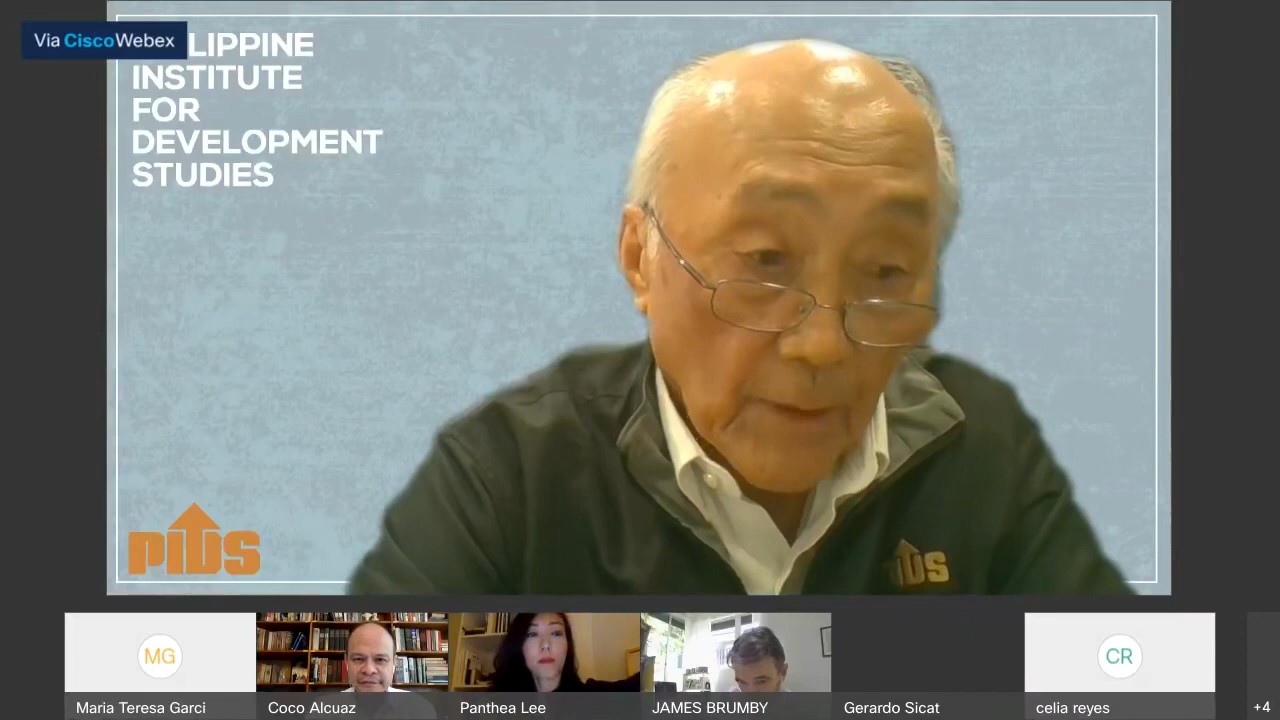 Via CiscoWebex
LIPPINE
INSTITUTE
FOR
DEVELOPMENT
STUDIES
PIDS
PIDS
MG
CR
Maria Teresa Garci
Coco Alcuaz
Panthea Lee
JAMES BRUMBY
Gerardo Sicat
celia reyes
+4